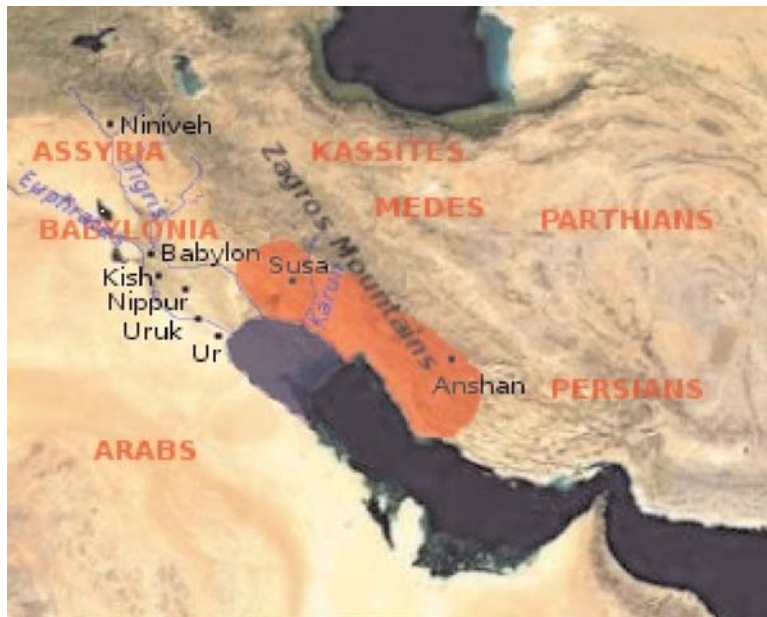 Niniveh
ASSYRIA
KASSITES
Zagros Mountains
Tigris
Euphrates
MEDES
PARTHIANS
BABYLONIA
Babylon
Susa
Kish
Karun
Nippur
Uruk
Ur
Anshan
PERSIANS
ARABS